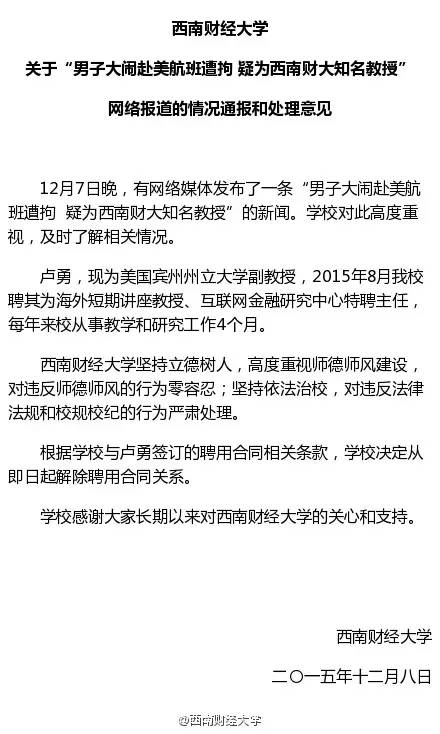 西南财经大学
关于“男子大闹赴美航班遭拘 疑为西南财大知名教授”
网络报道的情况通报和处理意见
12月7日晚，有网络媒体发布了一条“男子大闹赴美航
班遭拘 疑为西南财大知名教授”的新闻。学校对此高度重
视，及时了解相关情况。
卢勇，现为美国宾州州立大学副教授，2015年8月我校
聘其为海外短期讲座教授、互联网金融研究中心特聘主任，
每年来校从事教学和研究工作4个月。
西南财经大学坚持立德树人，高度重视师德师风建设，
对违反师德师风的行为零容忍；坚持依法治校，对违反法律
法规和校规校纪的行为严肃处理。
根据学校与卢勇签订的聘用合同相关条款，学校决定从
即日起解除聘用合同关系。
学校感谢大家长期以来对西南财经大学的关心和支持。
西南财经大学
二〇一五年十二月八日
@西南财经大学